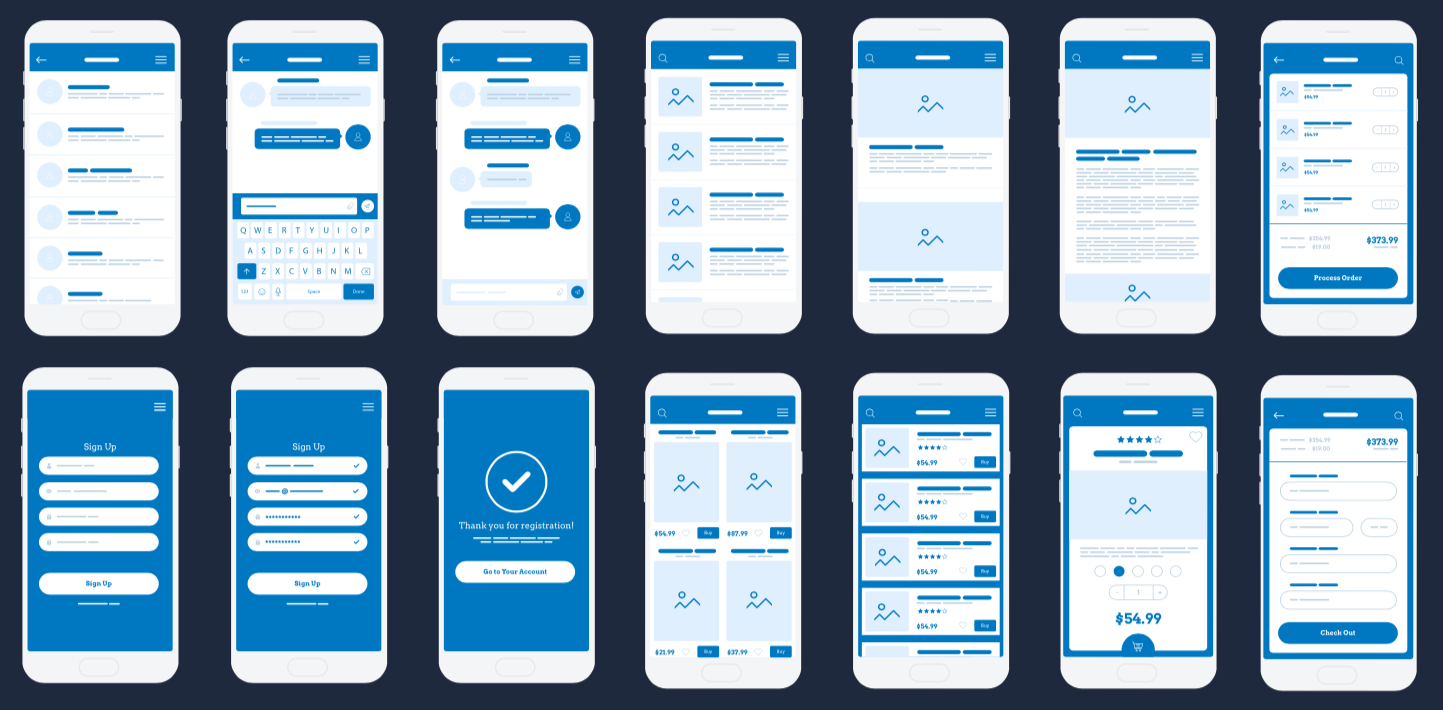 Q W E R T Y U I O P
A S D F G H J K L
Z X C V B N M
Space
Done
$54.99
$54.99
$54.99
$54.99
$354.99
$373.99
$19.00
Process Order
Sign Up
Sign Up
Sign Up
Sign Up
Thank you for registration!
Go to Your Account
$54.99
Buy
$87.99
Buy
$21.99
Buy
$37.99
Buy
$54.99
Buy
$54.99
Buy
$54.99
Buy
$54.99
Buy
- 1 +
$54.99
$354.99
$373.99
$19.00
Check Out